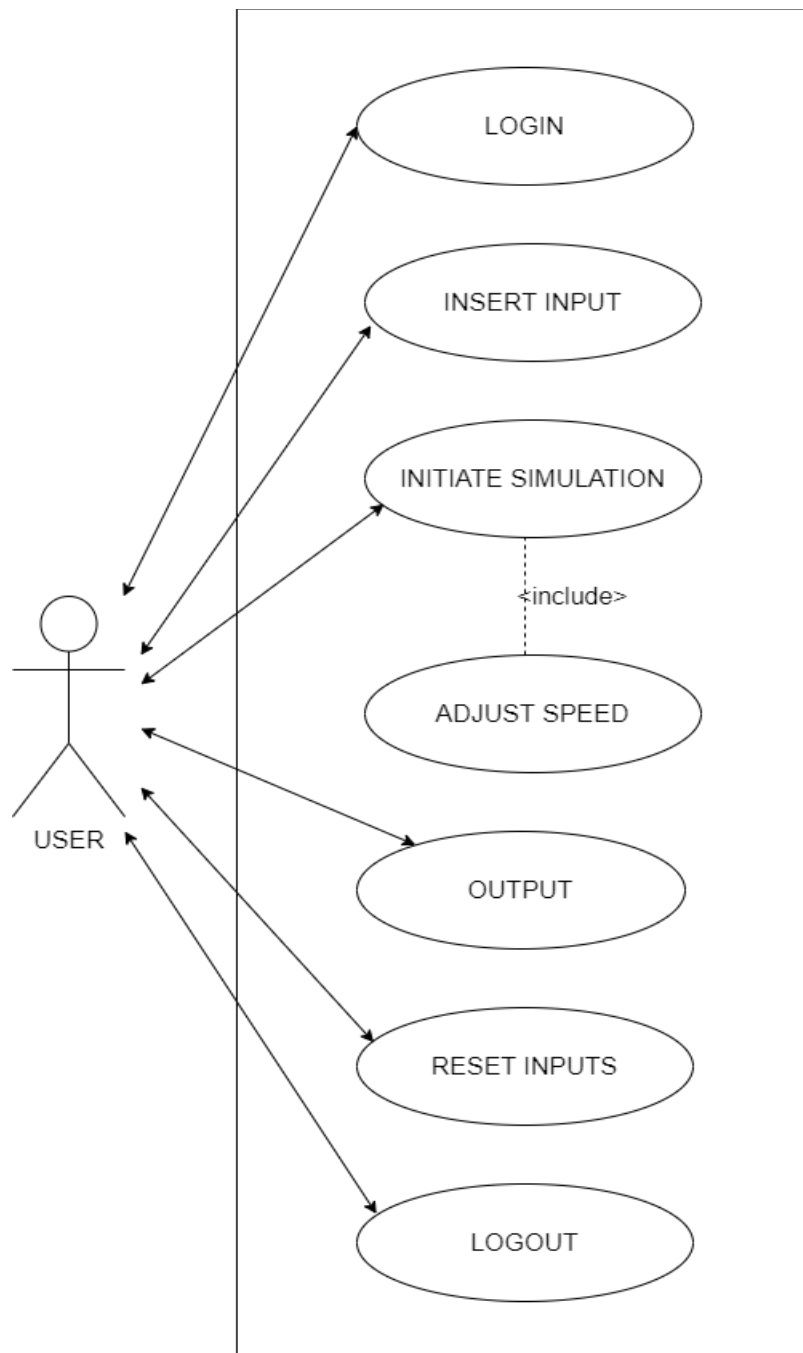 LOGIN
INSERT INPUT
INITIATE SIMULATION
<include>
ADJUST SPEED
USER
OUTPUT
RESET INPUTS
LOGOUT